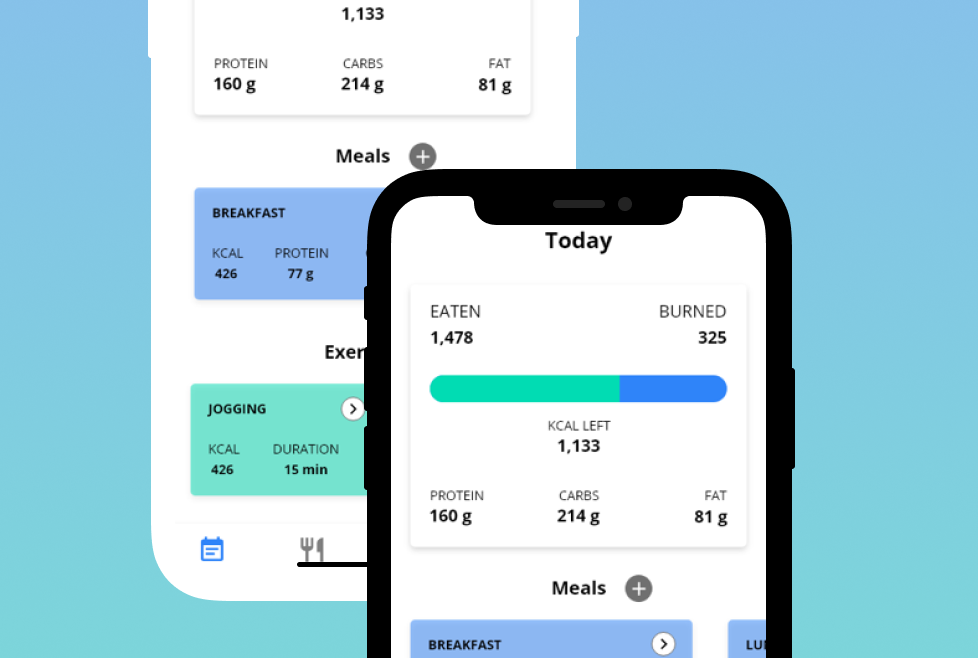 1,133
PROTEIN CARBS FAT
160 g 214 g 81 g
Meals
BREAKFAST
KCAL PROTEIN
426 77 g
Exer
JOGGING
KCAL DURATION
426 15 min
Today
EATEN BURNED
1,478 325
KCAL LEFT
1,133
PROTEIN CARBS FAT
160 g 214 g 81 g
Meals
BREAKFAST LU